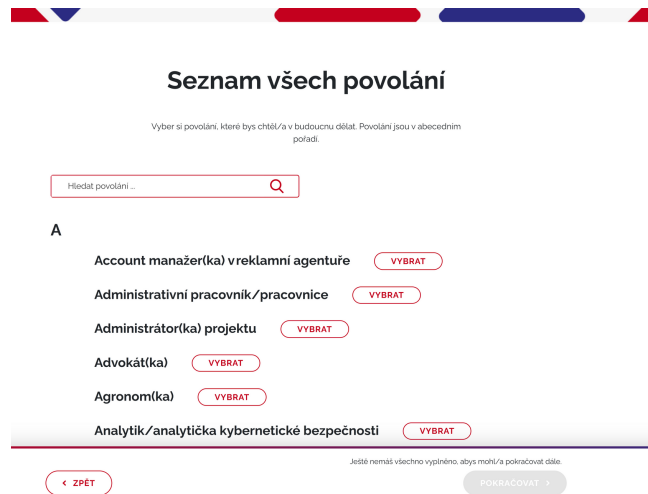 Seznam všech povolání
Vyber si povolání, které bys chtěl/a v budoucnu dělat. Povolání jsou v abecedním
pořadí.
Hledat povolání ...
A
Account manažer(ka) v reklamní agentuře VYBRAT
Administrativní pracovník/pracovnice VYBRAT
Administrátor(ka) projektu VYBRAT
Advokát(ka) VYBRAT
Agronom(ka) VYBRAT
Analytik/analytička kybernetické bezpečnosti VYBRAT
Ještě nemáš všechno vyplněno, abys mohl/a pokračovat dále.
ZPĚT
POKRAČOVAT